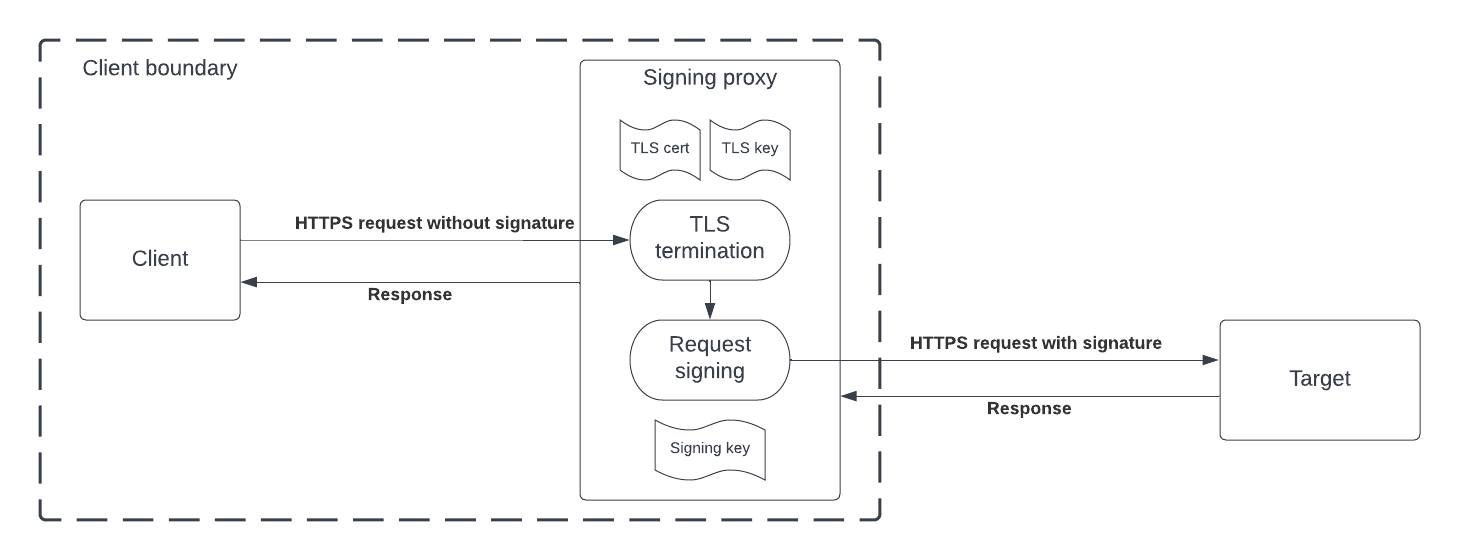 Client boundary
Signing proxy
TLS cert
TLS key
HTTPS request without signature
TLS
termination
Client
Response
Request
signing
HTTPS request with signature
Target
Response
Signing key